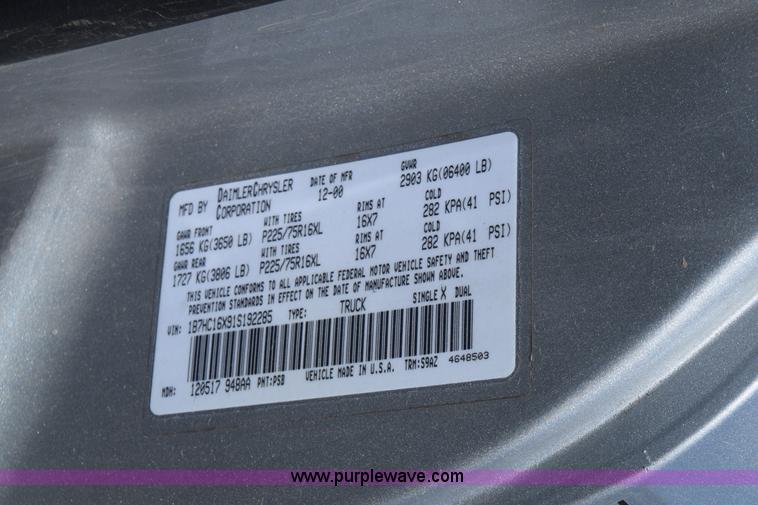 MFD BY DAIMLERCHRYSLER CORPORATION DATE OF MFR 12-00 GVWR 2903 KG(06400 LB)
GAWR FRONT WITH TIRES RIMS AT COLD
1656 KG(3650 LB) P225/75R16XL 16X7 282 KPA(41 PSI)
GAWR REAR WITH TIRES RIMS AT COLD
1727 KG(3806 LB) P225/75R16XL 16X7 282 KPA(41 PSI)
THIS VEHICLE CONFORMS TO ALL APPLICABLE FEDERAL MOTOR VEHICLE SAFETY AND THEFT
PREVENTION STANDARDS IN EFFECT ON THE DATE OF MANUFACTURE SHOWN ABOVE.
VIN: 1B7HC16X91S192285 TYPE: TRUCK SINGLE X DUAL
MDH: 120517 948AA PNT:PSB VEHICLE MADE IN U.S.A. TRM:S9AZ 4648503
www.purplewave.com